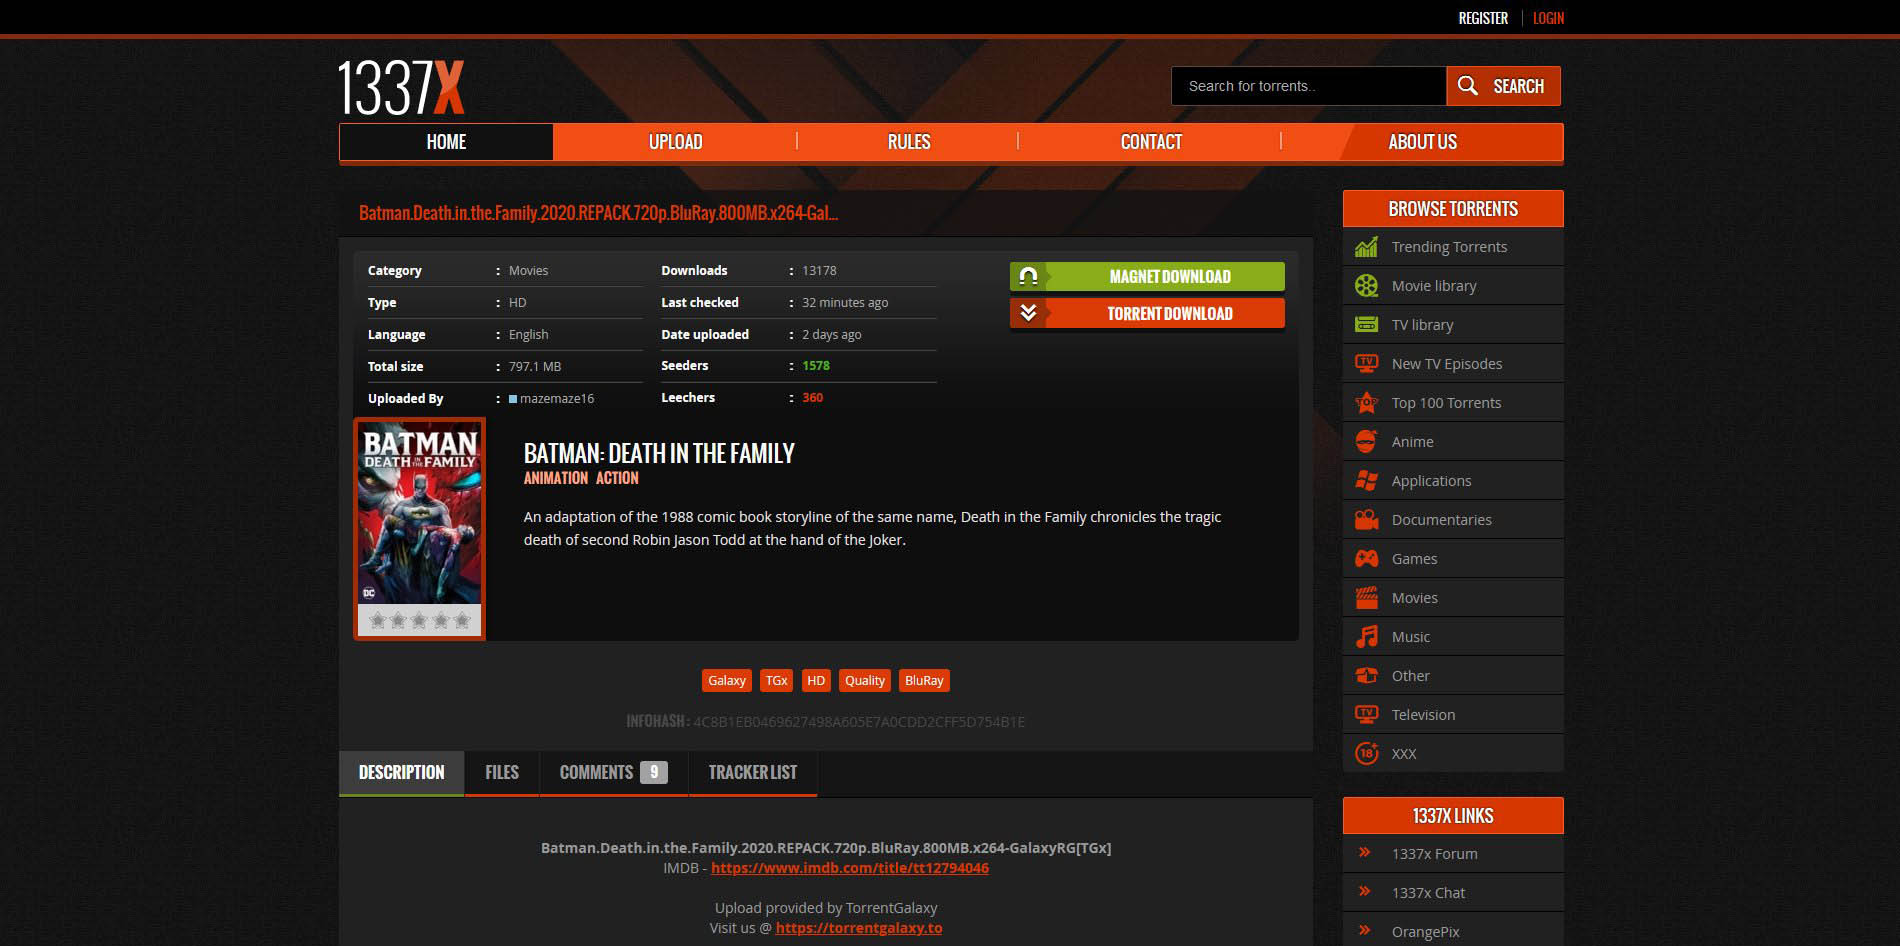 REGISTER LOGIN
1337X
Search for torrents..
SEARCH
HOME UPLOAD RULES CONTACT ABOUT US
Batman.Death.in.the.Family.2020.REPACK.720p.BluRay.800MB.x264-Gal...
Category : Movies
Type : HD
Language : English
Total size : 797.1 MB
Uploaded By : mazemaze16
Downloads : 13178
Last checked : 32 minutes ago
Date uploaded : 2 days ago
Seeders : 1578
Leechers : 360
MAGNET DOWNLOAD
TORRENT DOWNLOAD
BATMAN
DEATH IN THE FAMILY
DC
BATMAN: DEATH IN THE FAMILY
ANIMATION ACTION
An adaptation of the 1988 comic book storyline of the same name, Death in the Family chronicles the tragic
death of second Robin Jason Todd at the hand of the Joker.
Galaxy TGx HD Quality BluRay
INFOHASH : 4C8B1EB0469627498A605E7A0CDD2CFF5D754B1E
DESCRIPTION FILES COMMENTS 9 TRACKER LIST
Batman.Death.in.the.Family.2020.REPACK.720p.BluRay.800MB.x264-GalaxyRG[TGx]
IMDB - https://www.imdb.com/title/tt12794046
Upload provided by TorrentGalaxy
Visit us @ https://torrentgalaxy.to
BROWSE TORRENTS
Trending Torrents
Movie library
TV library
TV New TV Episodes
TOP Top 100 Torrents
Anime
Applications
Documentaries
Games
Movies
Music
Other
TV Television
18+ XXX
1337X LINKS
1337x Forum
1337x Chat
OrangePix